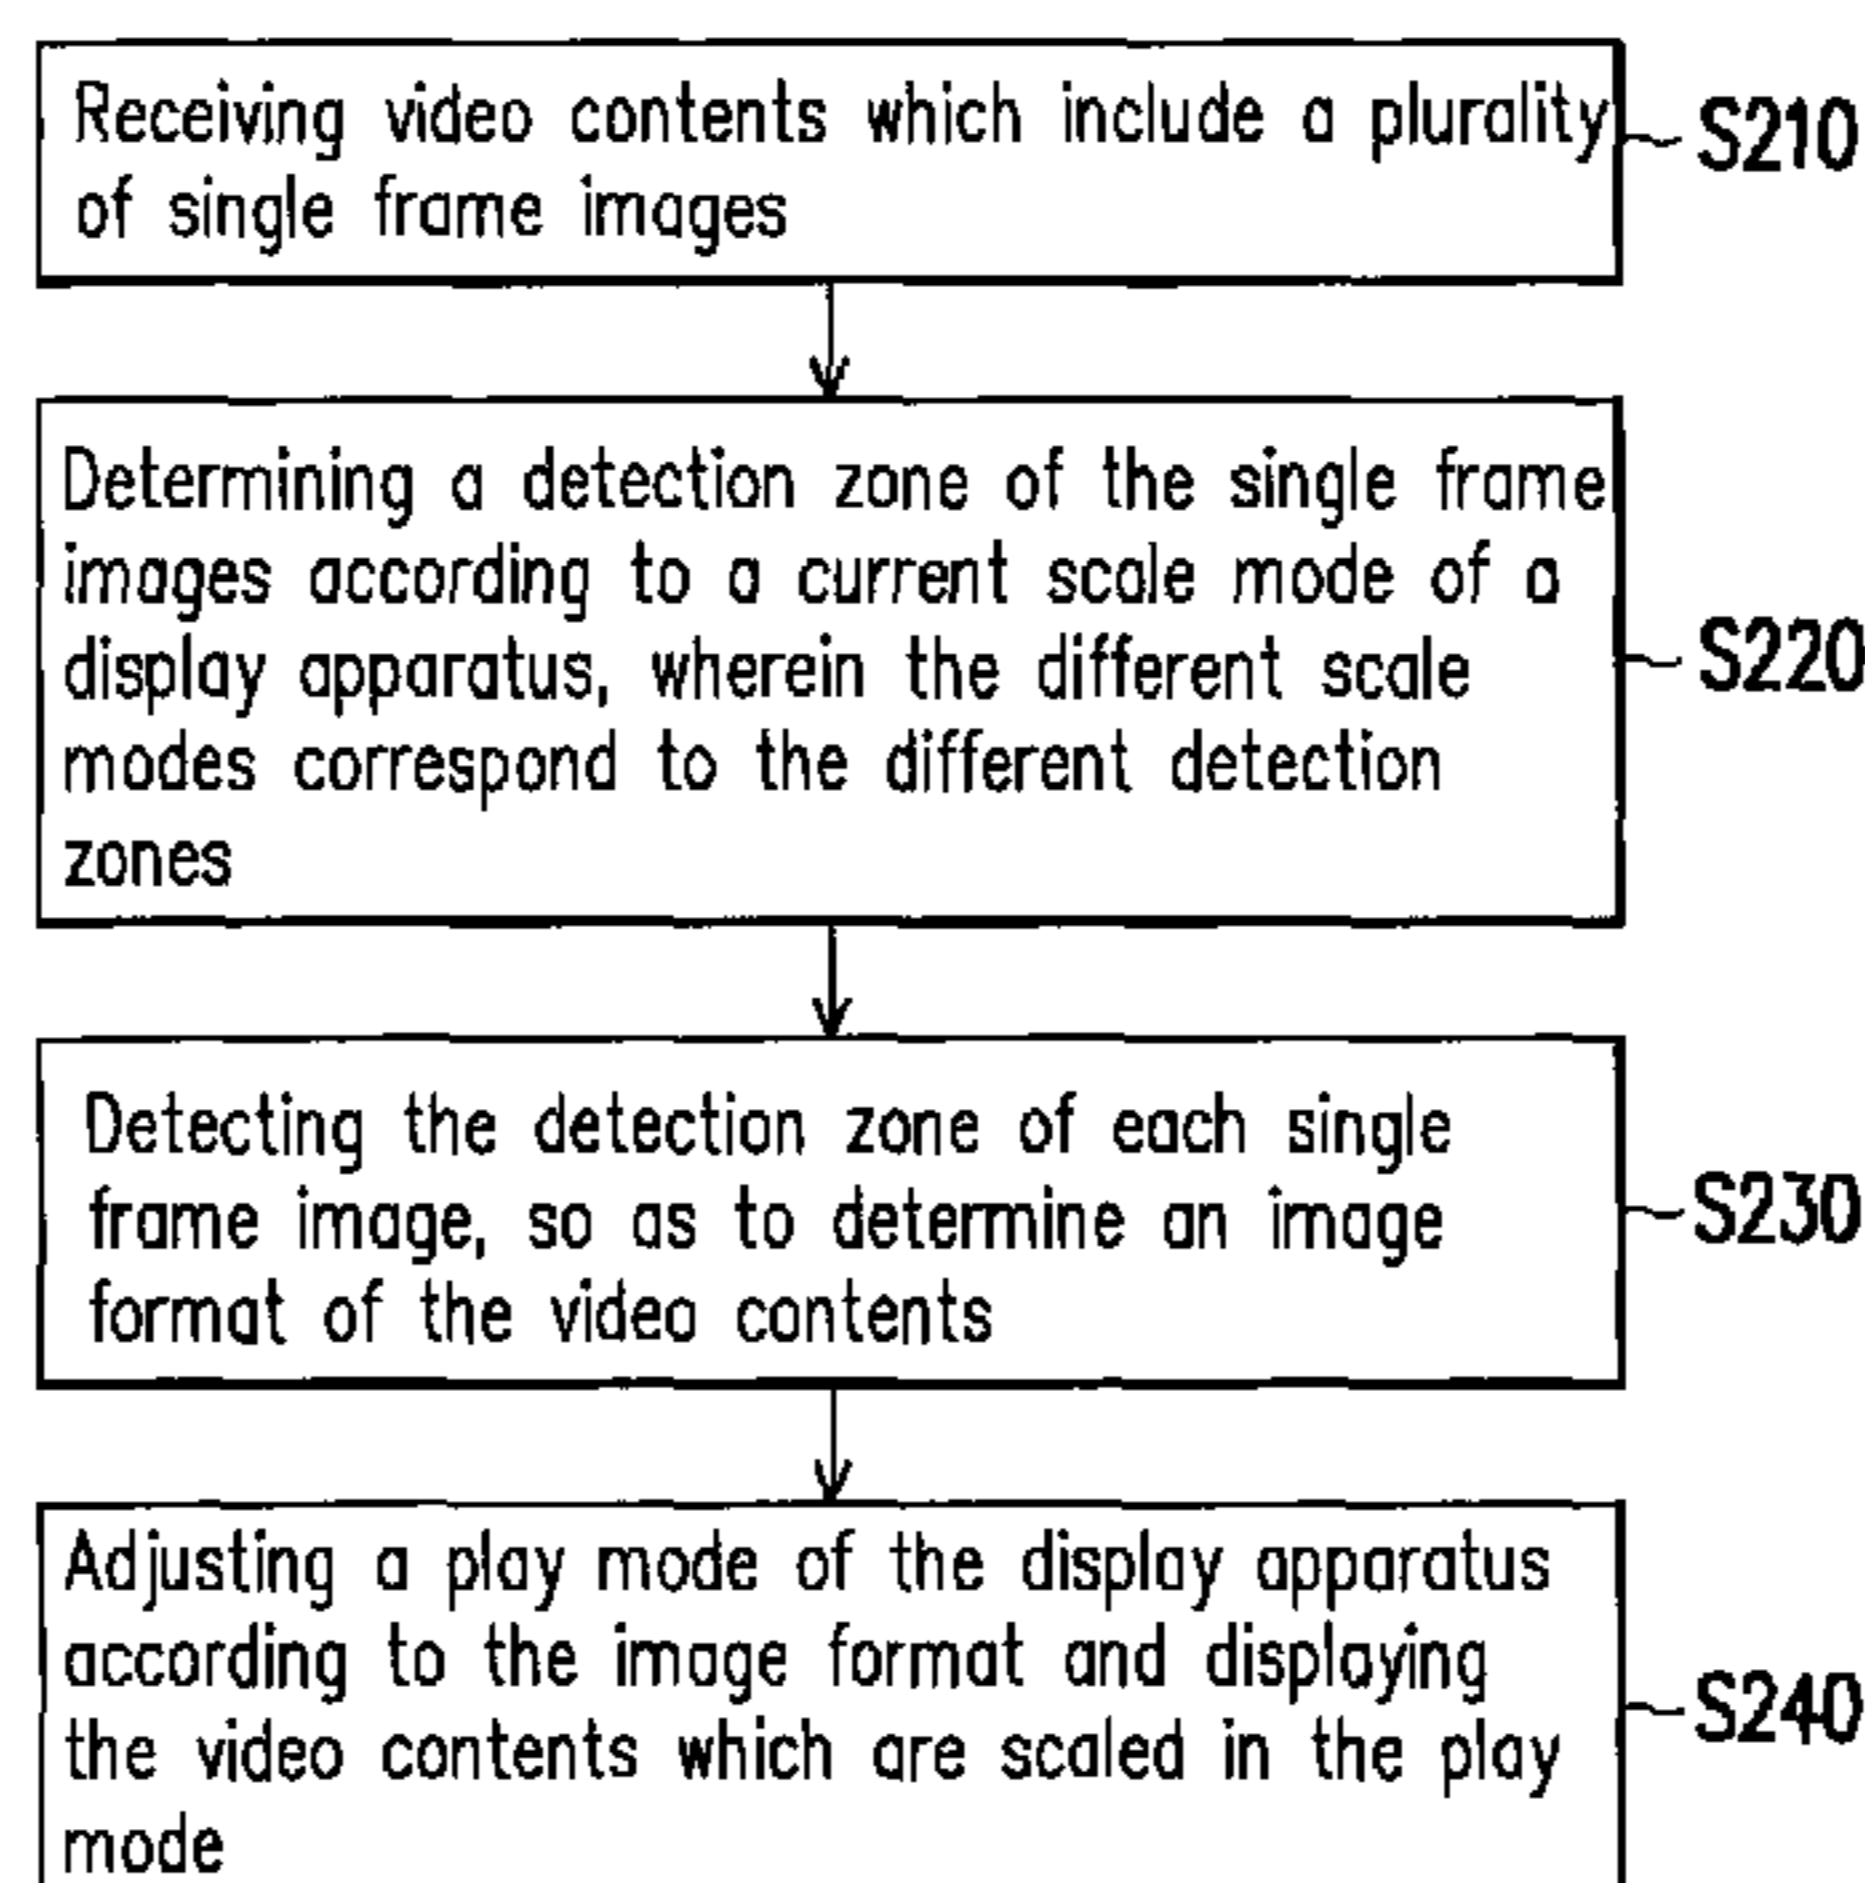 Receiving video contents which include a plurality
of single frame images
S210
Determining a detection zone of the single frame
images according to a current scale mode of a
display apparatus, wherein the different scale
modes correspond to the different detection
zones
S220
Detecting the detection zone of each single
frame image, so as to determine an image
format of the video contents
S230
Adjusting a play mode of the display apparatus
according to the image format and displaying
the video contents which are scaled in the play
mode
S240